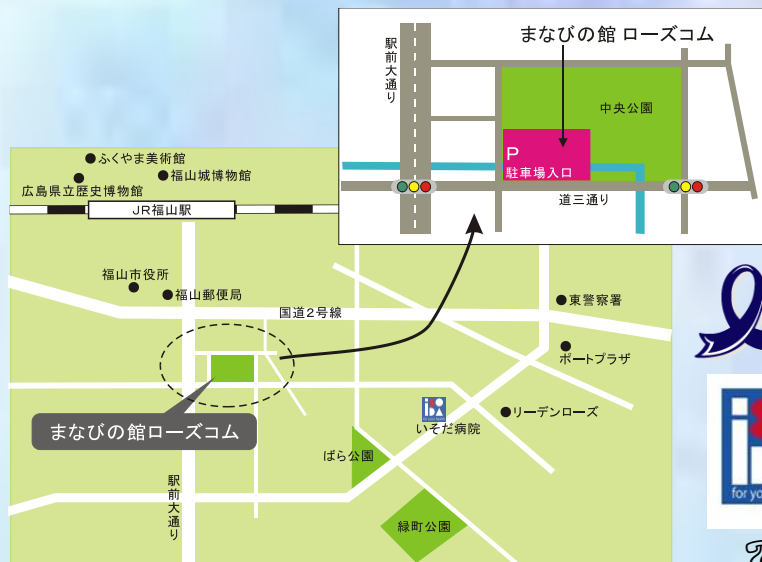 まなびの館 ローズコム
駅前大通り
中央公園
P
駐車場入口
道三通り
ふくやま美術館
福山城博物館
広島県立歴史博物館
JR福山駅
福山市役所
福山郵便局
国道2号線
東警察署
ポートプラザ
まなびの館ローズコム
いそだ病院
リーデンローズ
ばら公園
駅前大通り
緑町公園
for yo